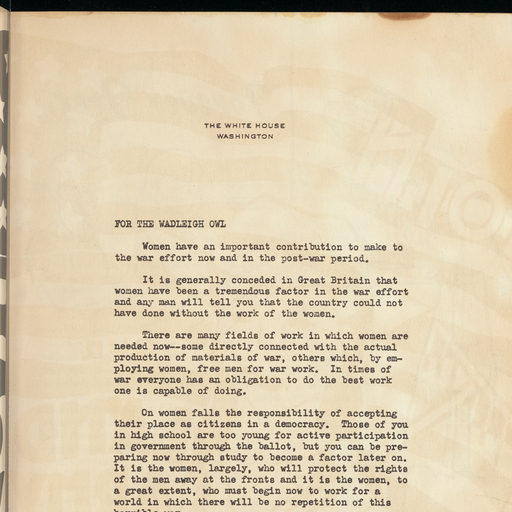 THE WHITE HOUSE
WASHINGTON
FOR THE WADLEIGH OWL
Women have an important contribution to make to
the war effort now and in the post-war period.
It is generally conceded in Great Britain that
women have been a tremendous factor in the war effort
and any man will tell you that the country could not
have done without the work of the women.
There are many fields of work in which women are
needed now--some directly connected with the actual
production of materials of war, others which, by em-
ploying women, free men for war work. In times of
war everyone has an obligation to do the best work
one is capable of doing.
On women falls the responsibility of accepting
their place as citizens in a democracy. Those of you
in high school are too young for active participation
in government through the ballot, but you can be pre-
paring now through study to become a factor later on.
It is the women, largely, who will protect the rights
of the men away at the fronts and it is the women, to
a great extent, who must begin now to work for a
world in which there will be no repetition of this